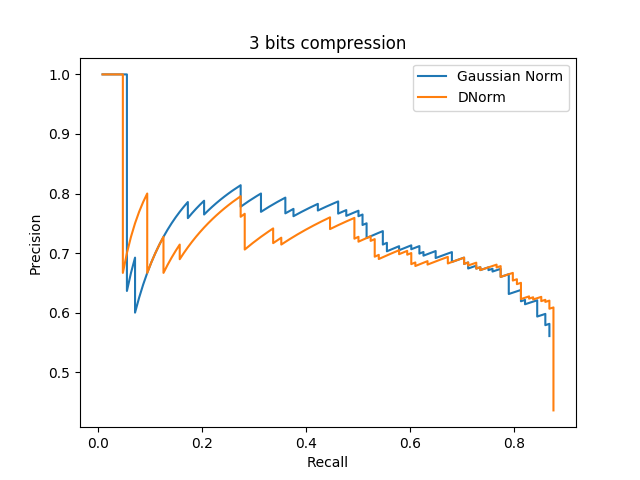 3 bits compression
Gaussian Norm
DNorm
1.0
0.9
0.8
0.7
0.6
0.5
Precision
0.0 0.2 0.4 0.6 0.8
Recall